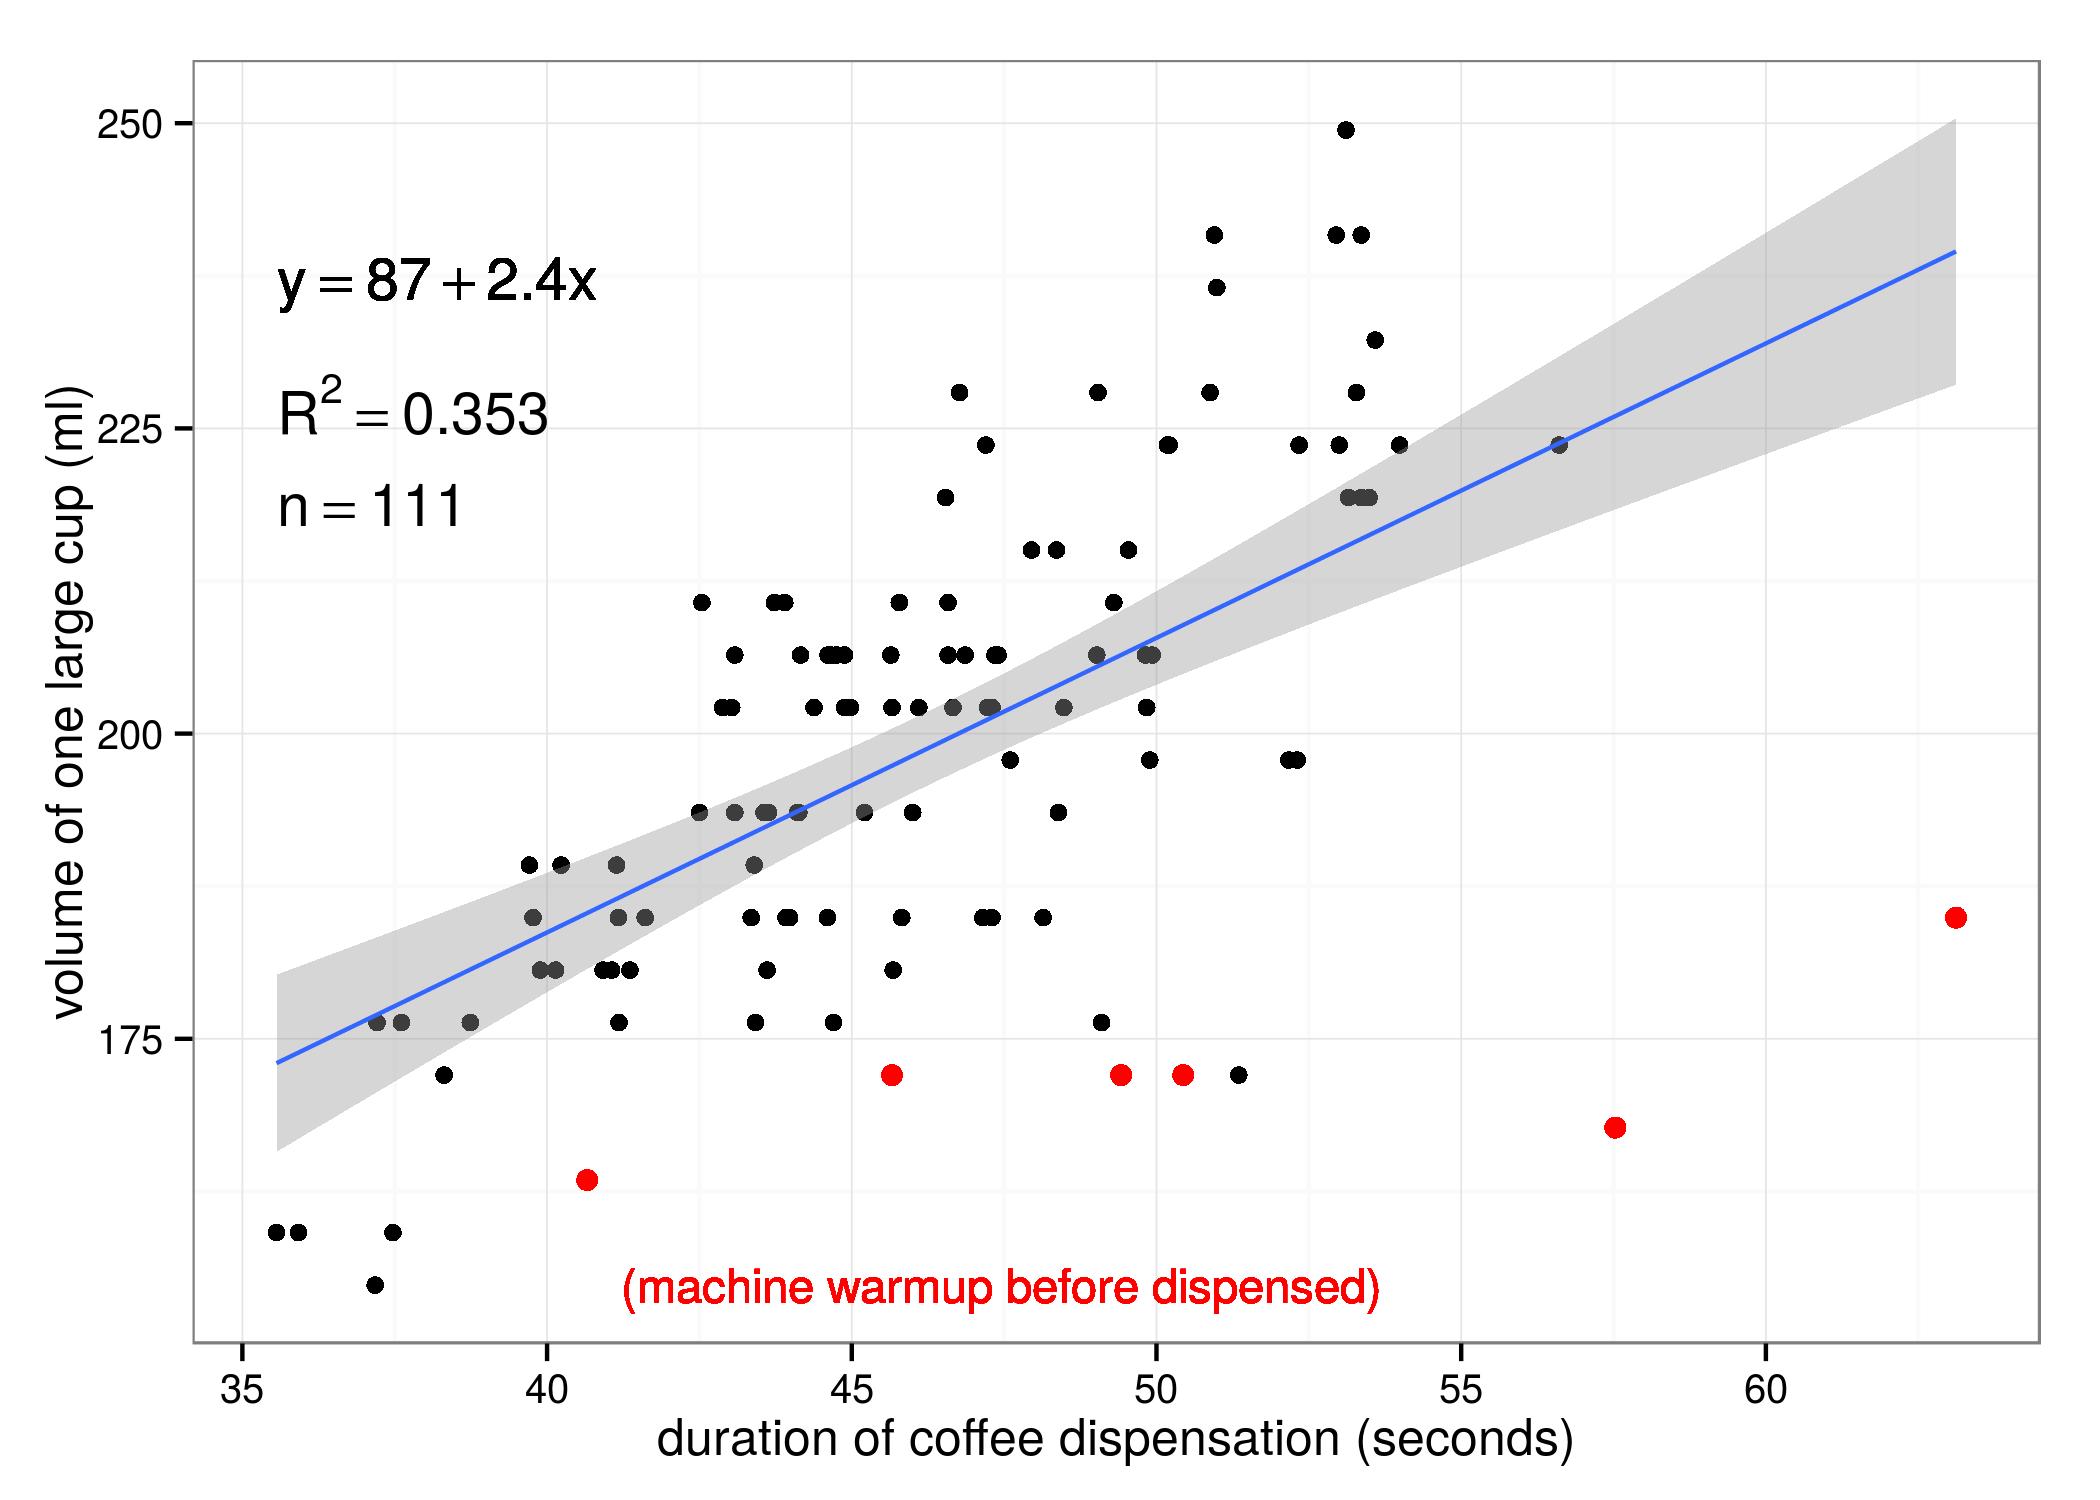 250
225
200
175
volume of one large cup (ml)
y = 87 + 2.4x
R² = 0.353
n = 111
(machine warmup before dispensed)
35 40 45 50 55 60
duration of coffee dispensation (seconds)